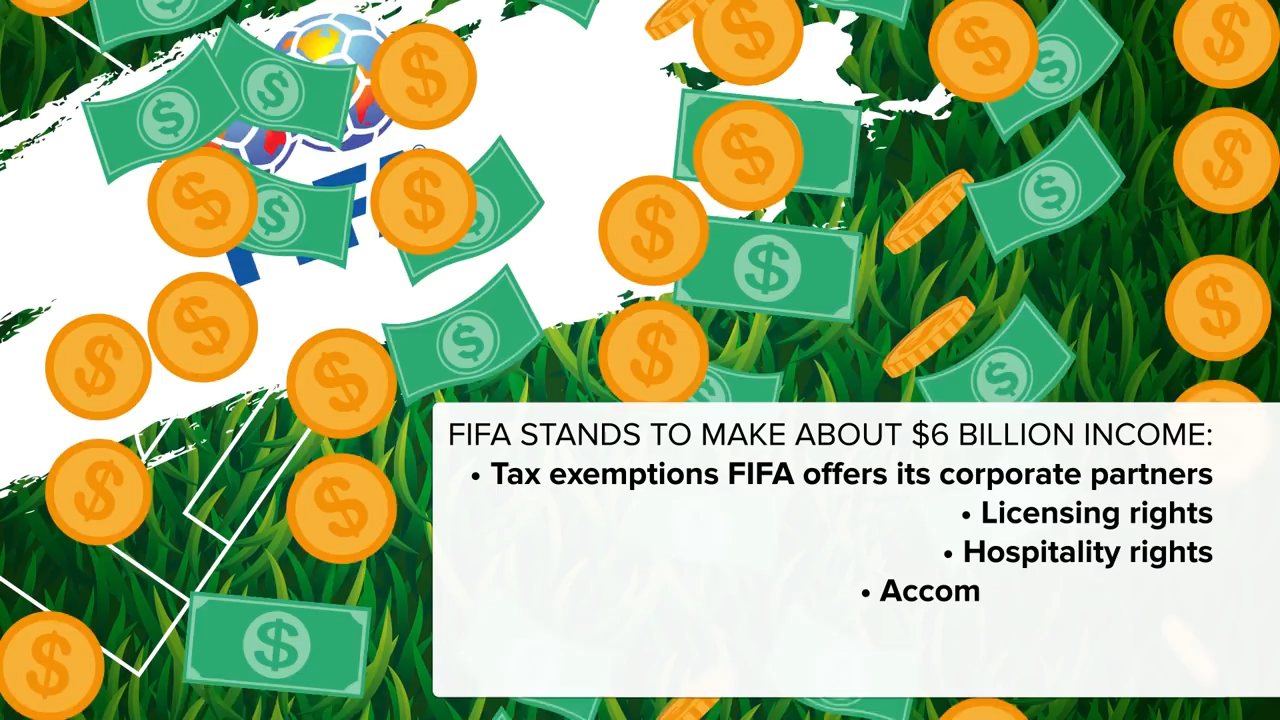 FIFA STANDS TO MAKE ABOUT $6 BILLION INCOME:
• Tax exemptions FIFA offers its corporate partners
• Licensing rights
• Hospitality rights
• Accom